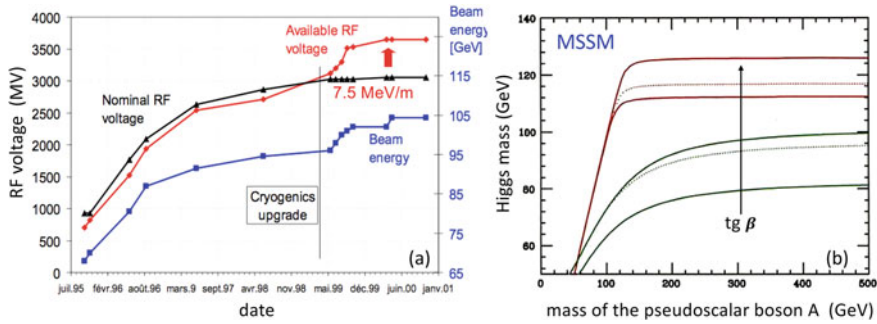 4000
3500
3000
2500
2000
1500
1000
500
0
RF voltage (MV)
Available RF
voltage
Beam
energy
[GeV]
115
105
95
85
75
65
Nominal RF
voltage
7.5 MeV/m
Beam
energy
Cryogenics
upgrade
(a)
juil.95 févr.96 août.96 mars.9 sept.97 avr.98 nov.98 mai.99 déc.99 juin.00 janv.01
date
MSSM
140
120
100
80
60
Higgs mass (GeV)
tg β
(b)
0 100 200 300 400 500
mass of the pseudoscalar boson A (GeV)